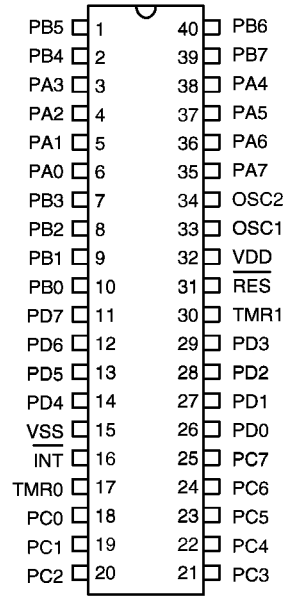 PB5 1 40 PB6
PB4 2 39 PB7
PA3 3 38 PA4
PA2 4 37 PA5
PA1 5 36 PA6
PA0 6 35 PA7
PB3 7 34 OSC2
PB2 8 33 OSC1
PB1 9 32 VDD
PB0 10 31 RES
PD7 11 30 TMR1
PD6 12 29 PD3
PD5 13 28 PD2
PD4 14 27 PD1
VSS 15 26 PD0
INT 16 25 PC7
TMR0 17 24 PC6
PC0 18 23 PC5
PC1 19 22 PC4
PC2 20 21 PC3